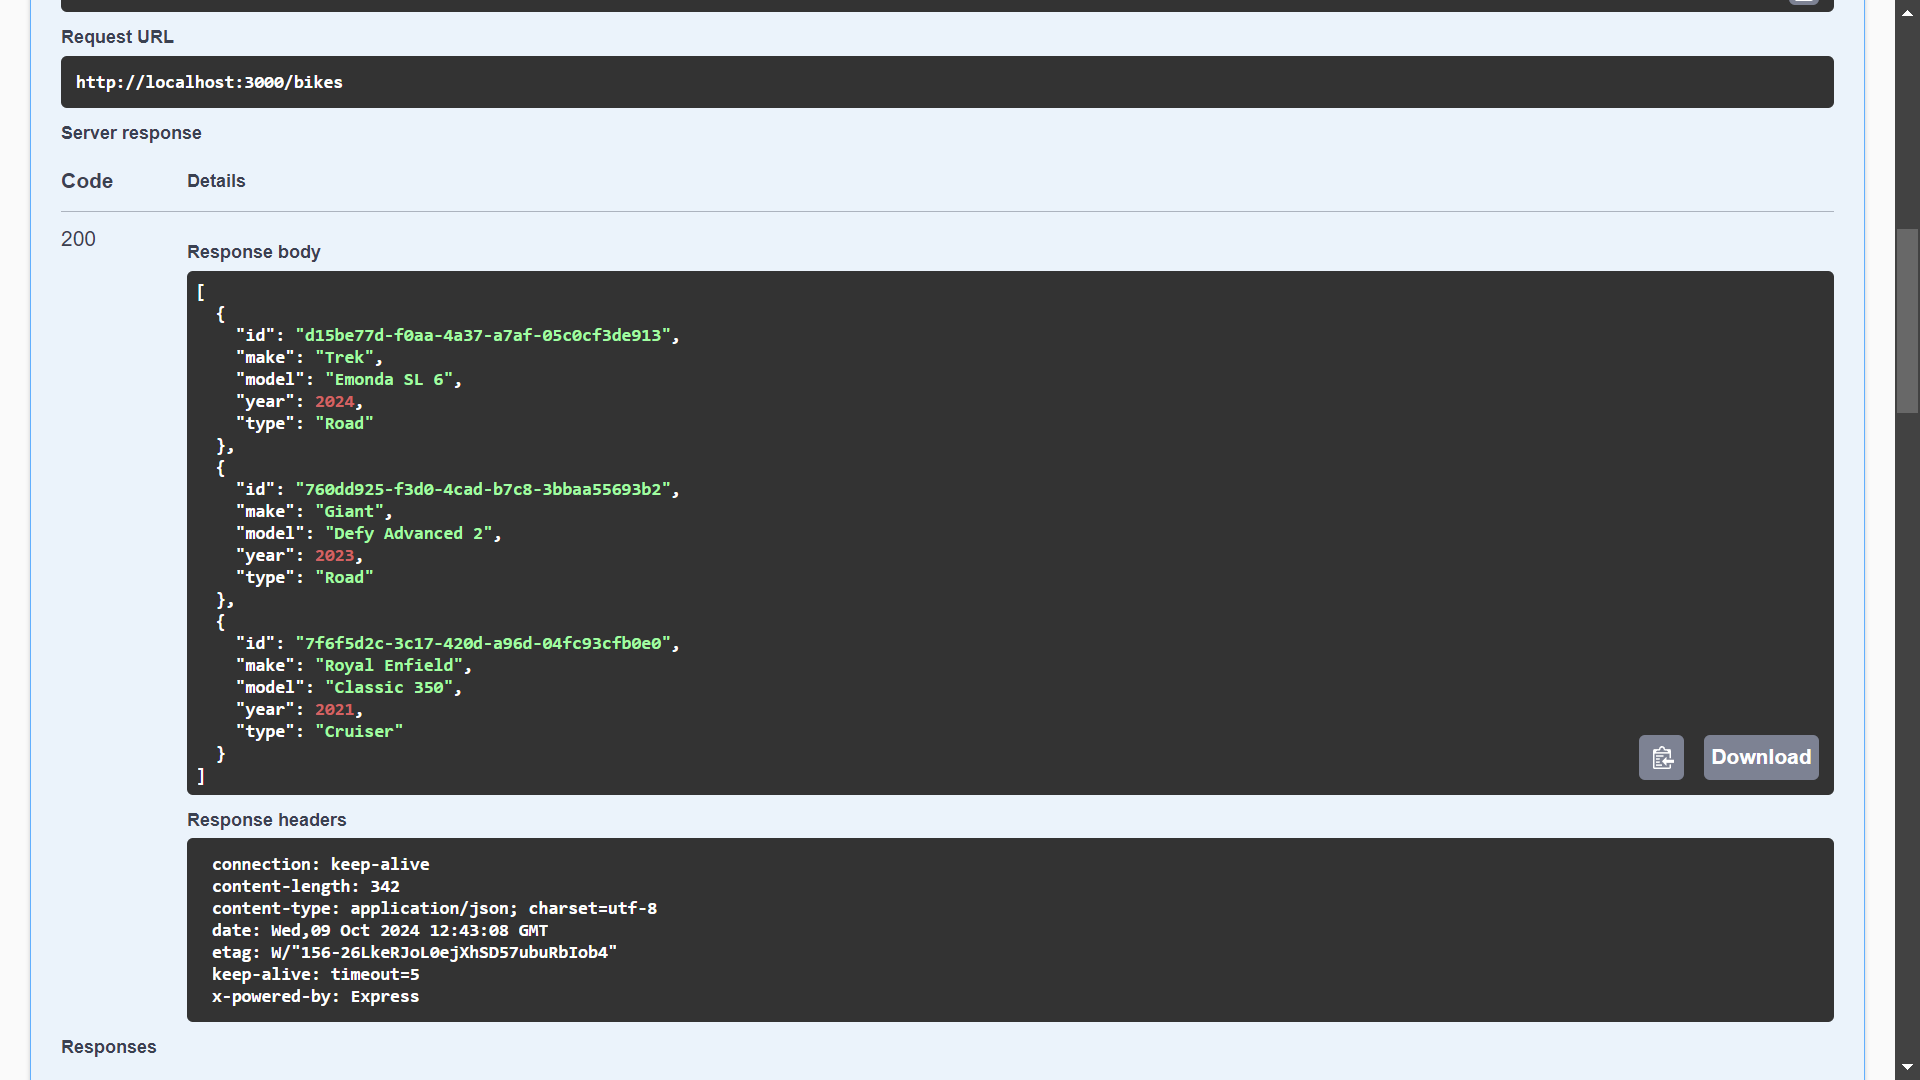 Request URL
http://localhost:3000/bikes
Server response
Code Details
200
Response body
[
  {
    "id": "d15be77d-f0aa-4a37-a7af-05c0cf3de913",
    "make": "Trek",
    "model": "Emonda SL 6",
    "year": 2024,
    "type": "Road"
  },
  {
    "id": "760dd925-f3d0-4cad-b7c8-3bbaa55693b2",
    "make": "Giant",
    "model": "Defy Advanced 2",
    "year": 2023,
    "type": "Road"
  },
  {
    "id": "7f6f5d2c-3c17-420d-a96d-04fc93cfb0e0",
    "make": "Royal Enfield",
    "model": "Classic 350",
    "year": 2021,
    "type": "Cruiser"
  }
]
Download
Response headers
connection: keep-alive
content-length: 342
content-type: application/json; charset=utf-8
date: Wed,09 Oct 2024 12:43:08 GMT
etag: W/"156-26LkeRJoL0ejXhSD57ubuRbIob4"
keep-alive: timeout=5
x-powered-by: Express
Responses